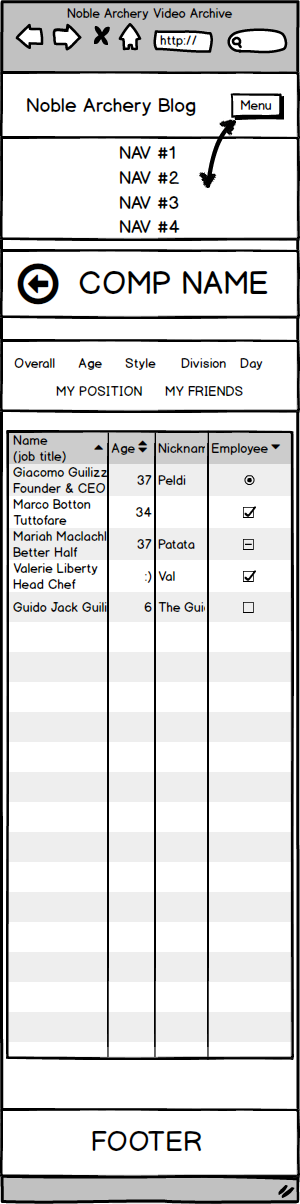 Noble Archery Video Archive
http://
Noble Archery Blog
Menu
NAV #1
NAV #2
NAV #3
NAV #4
COMP NAME
Overall Age Style Division Day
MY POSITION MY FRIENDS
Name
(job title) Age Nicknam Employee
Giacomo Guilizz
Founder & CEO 37 Peldi
Marco Botton
Tuttofare 34
Mariah Maclachl
Better Half 37 Patata
Valerie Liberty
Head Chef :) Val
Guido Jack Guili 6 The Gui
FOOTER